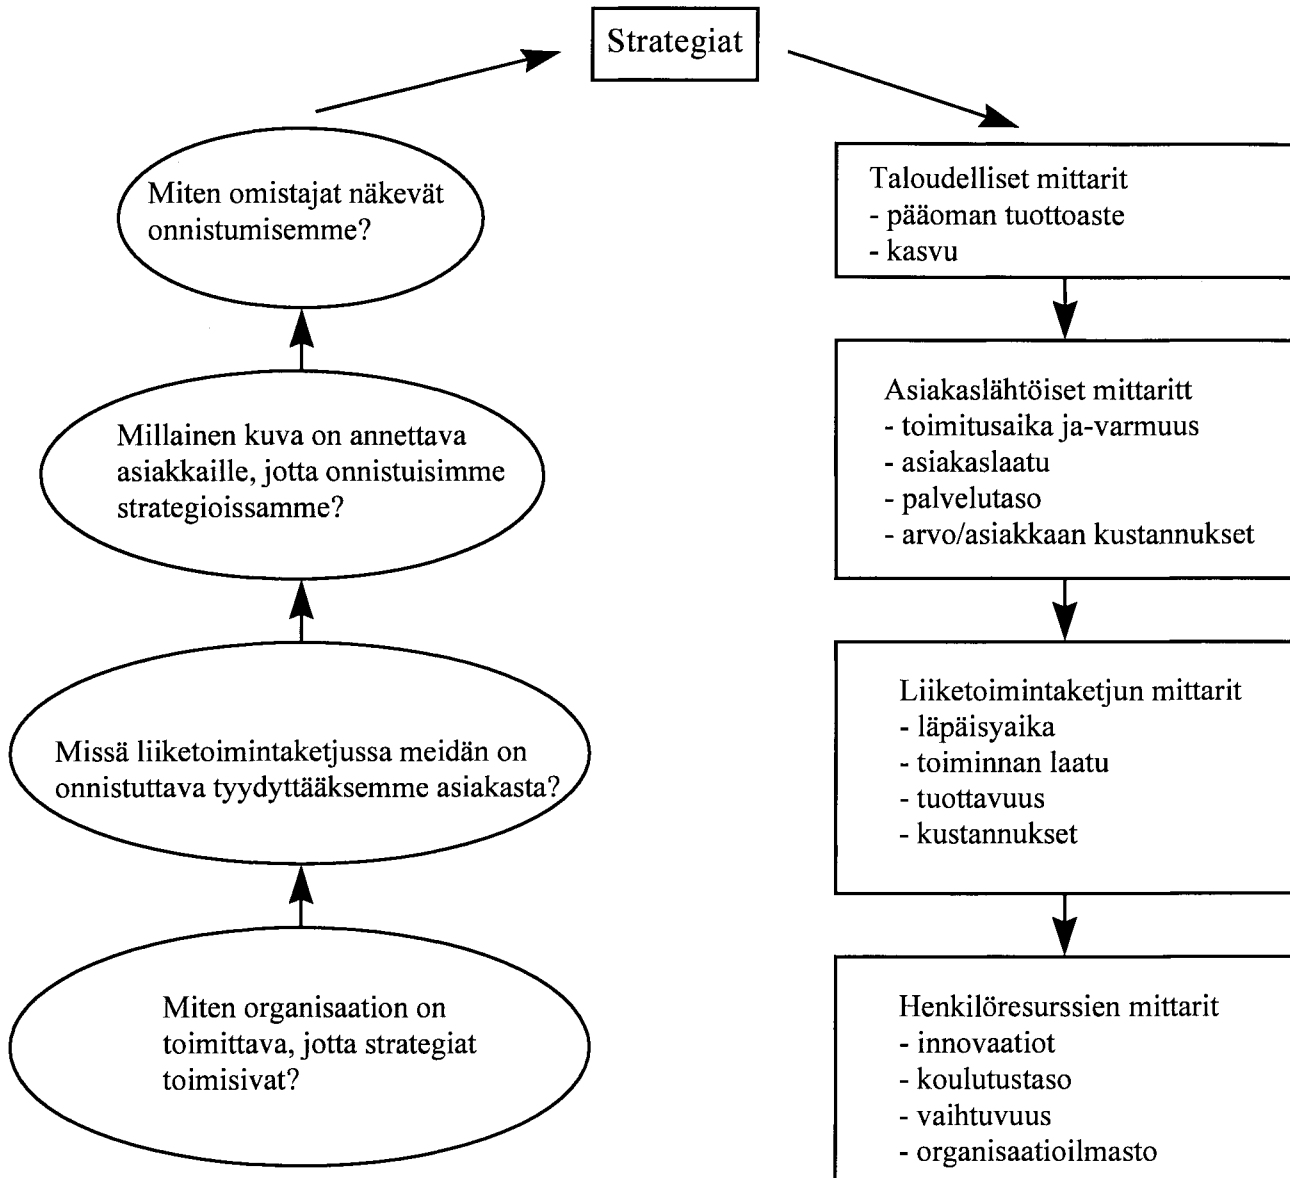 Strategiat
Miten omistajat näkevät
onnistumisemme?
Millainen kuva on annettava
asiakkaille, jotta onnistuisimme
strategioissamme?
Missä liiketoimintaketjussa meidän on
onnistuttava tyydyttääksemme asiakasta?
Miten organisaation on
toimittava, jotta strategiat
toimisivat?
Taloudelliset mittarit
- pääoman tuottoaste
- kasvu
Asiakaslähtöiset mittaritt
- toimitusaika ja-varmuus
- asiakaslaatu
- palvelutaso
- arvo/asiakkaan kustannukset
Liiketoimintaketjun mittarit
- läpäisyaika
- toiminnan laatu
- tuottavuus
- kustannukset
Henkilöresurssien mittarit
- innovaatiot
- koulutustaso
- vaihtuvuus
- organisaatioilmasto